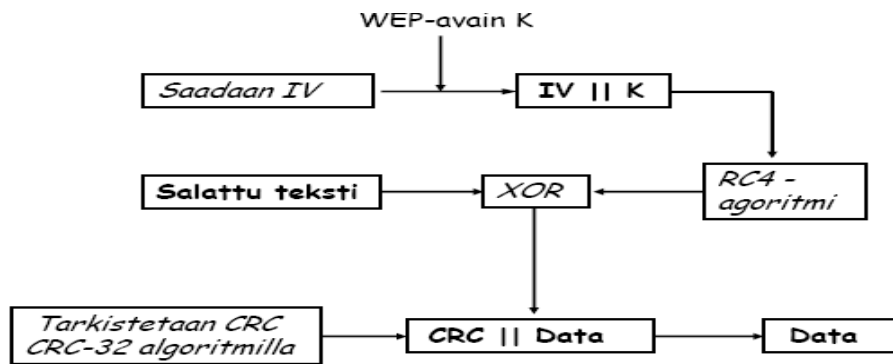 WEP-avain K
Saadaan IV
IV || K
Salattu teksti
XOR
RC4 -
agoritmi
Tarkistetaan CRC
CRC-32 algoritmilla
CRC || Data
Data